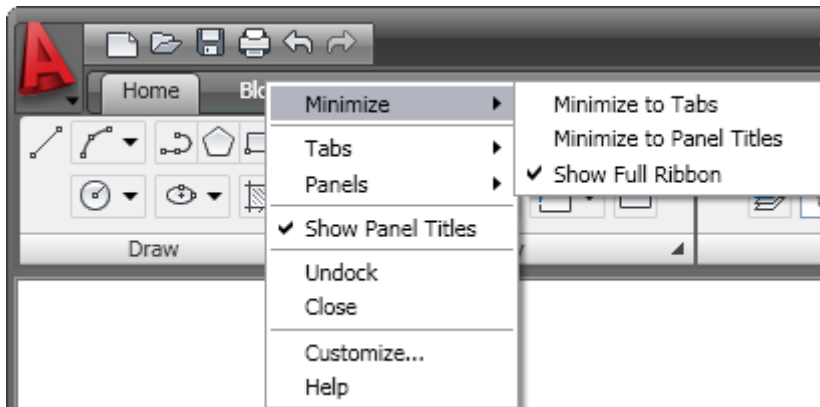 Home
Minimize
Minimize to Tabs
Minimize to Panel Titles
Show Full Ribbon
Tabs
Panels
Show Panel Titles
Draw
Undock
Close
Customize...
Help